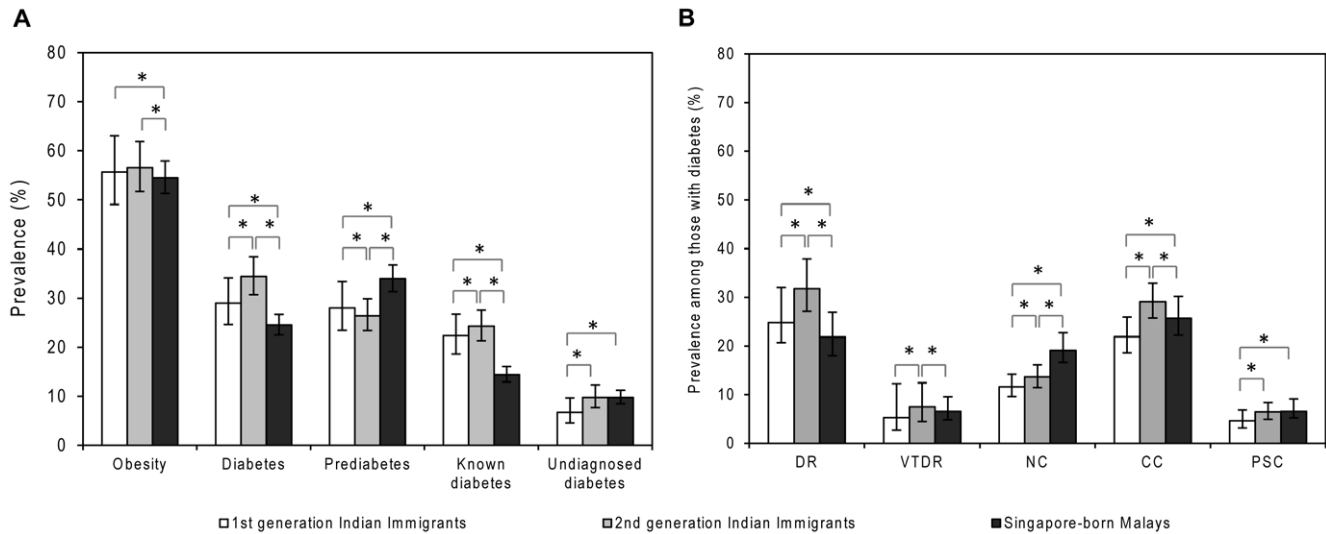 A
Prevalence (%)
80
70
60
50
40
30
20
10
0
* * * * * * * * * * * * *
Obesity Diabetes Prediabetes Known diabetes Undiagnosed diabetes
B
Prevalence among those with diabetes (%)
80
70
60
50
40
30
20
10
0
* * * * * * * * * * * * *
DR VTDR NC CC PSC
1st generation Indian Immigrants 2nd generation Indian Immigrants Singapore-born Malays